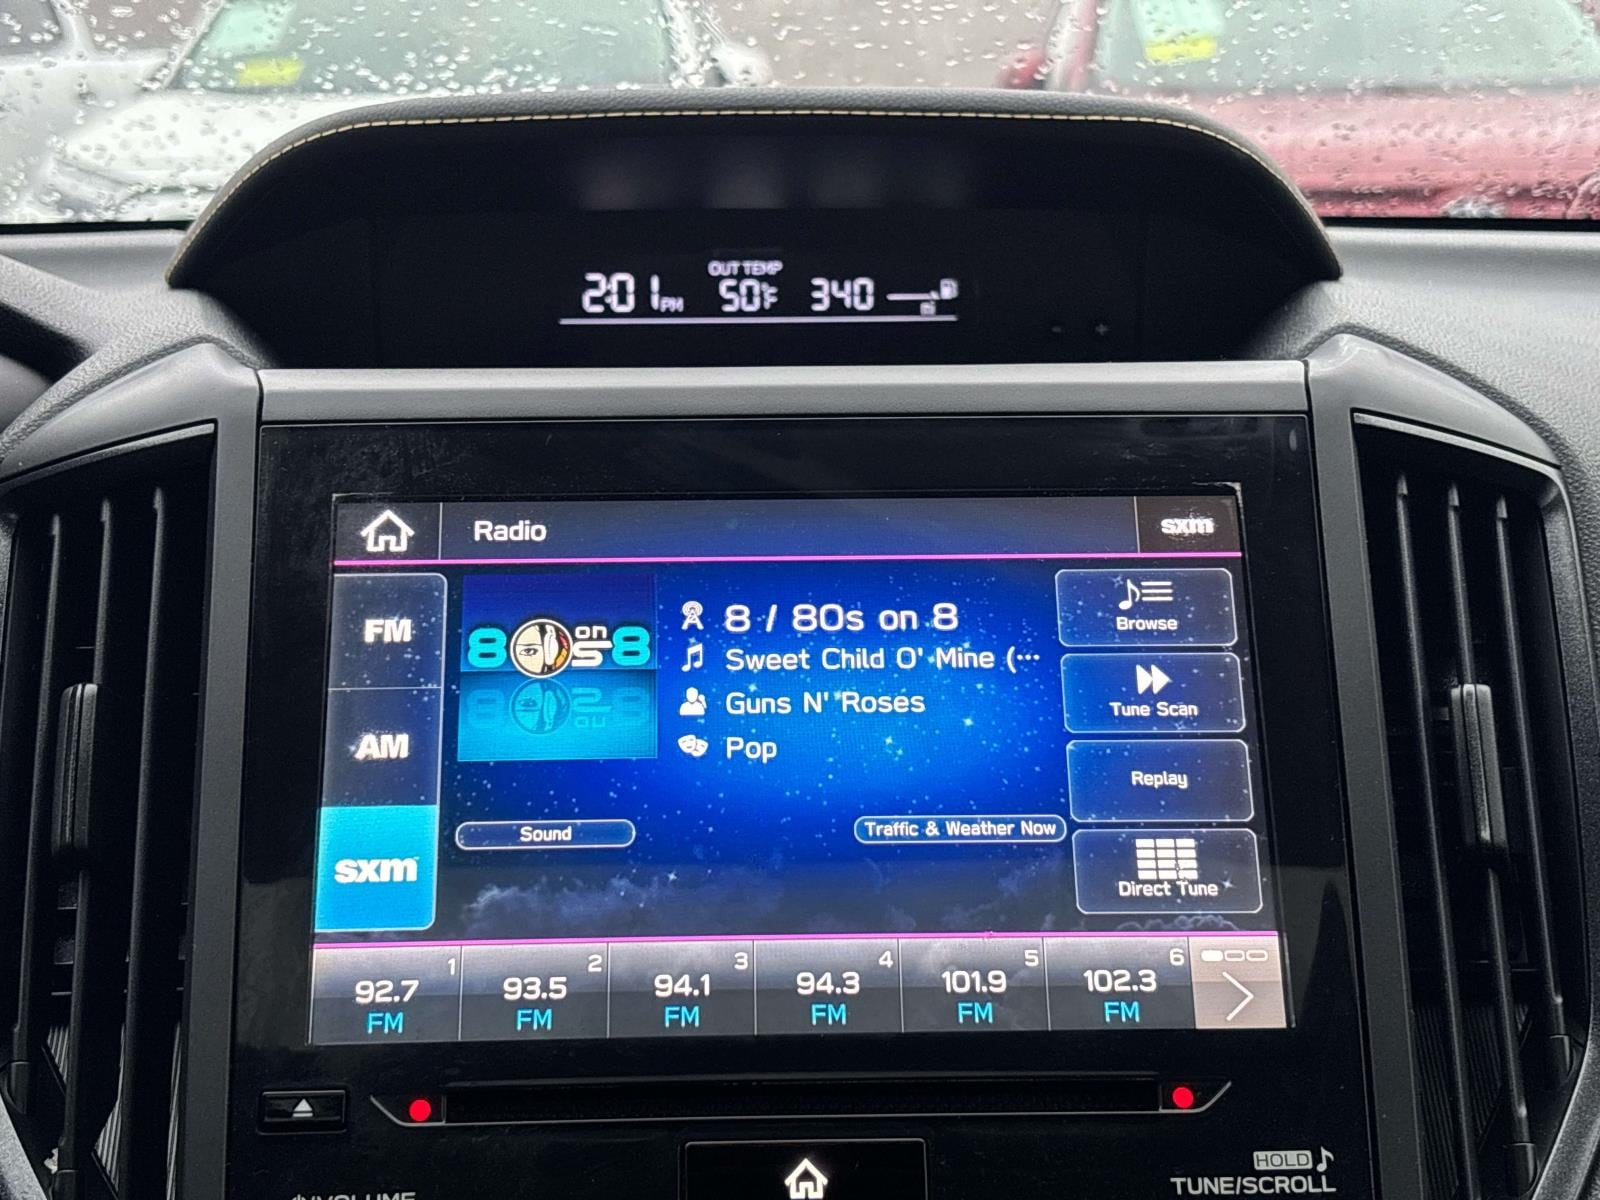 OUT TEMP
2:01 PM 50°F 340
Radio
sxm
FM
AM
sxm
80s on 8
8 / 80s on 8
Sweet Child O' Mine (···
Guns N' Roses
Pop
Browse
Tune Scan
Replay
Direct Tune
Sound
Traffic & Weather Now
1 2 3 4 5 6
92.7 93.5 94.1 94.3 101.9 102.3
FM FM FM FM FM FM
HOLD
VOLUME
TUNE/SCROLL